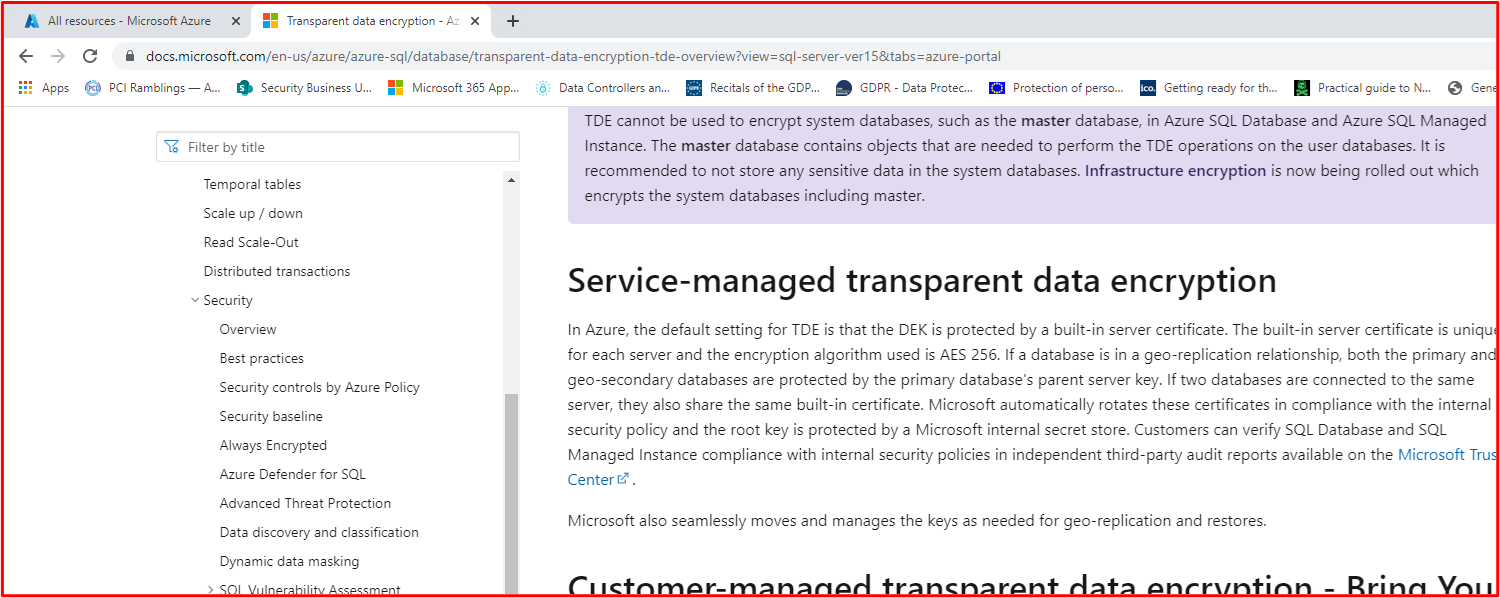 All resources - Microsoft Azure
Transparent data encryption - Az
docs.microsoft.com/en-us/azure/azure-sql/database/transparent-data-encryption-tde-overview?view=sql-server-ver15&tabs=azure-portal
Apps
PCI Ramblings — A...
Security Business U...
Microsoft 365 App...
Data Controllers an...
Recitals of the GDP...
GDPR - Data Protec...
Protection of perso...
ico.
Getting ready for th...
Practical guide to N...
Gene
Filter by title
Temporal tables
Scale up / down
Read Scale-Out
Distributed transactions
Security
Overview
Best practices
Security controls by Azure Policy
Security baseline
Always Encrypted
Azure Defender for SQL
Advanced Threat Protection
Data discovery and classification
Dynamic data masking
SQL Vulnerability Assessment
TDE cannot be used to encrypt system databases, such as the master database, in Azure SQL Database and Azure SQL Managed
Instance. The master database contains objects that are needed to perform the TDE operations on the user databases. It is
recommended to not store any sensitive data in the system databases. Infrastructure encryption is now being rolled out which
encrypts the system databases including master.
Service-managed transparent data encryption
In Azure, the default setting for TDE is that the DEK is protected by a built-in server certificate. The built-in server certificate is unique
for each server and the encryption algorithm used is AES 256. If a database is in a geo-replication relationship, both the primary and
geo-secondary databases are protected by the primary database's parent server key. If two databases are connected to the same
server, they also share the same built-in certificate. Microsoft automatically rotates these certificates in compliance with the internal
security policy and the root key is protected by a Microsoft internal secret store. Customers can verify SQL Database and SQL
Managed Instance compliance with internal security policies in independent third-party audit reports available on the Microsoft Trus
Center .
Microsoft also seamlessly moves and manages the keys as needed for geo-replication and restores.
Customer-managed transparent data encryption - Bring You